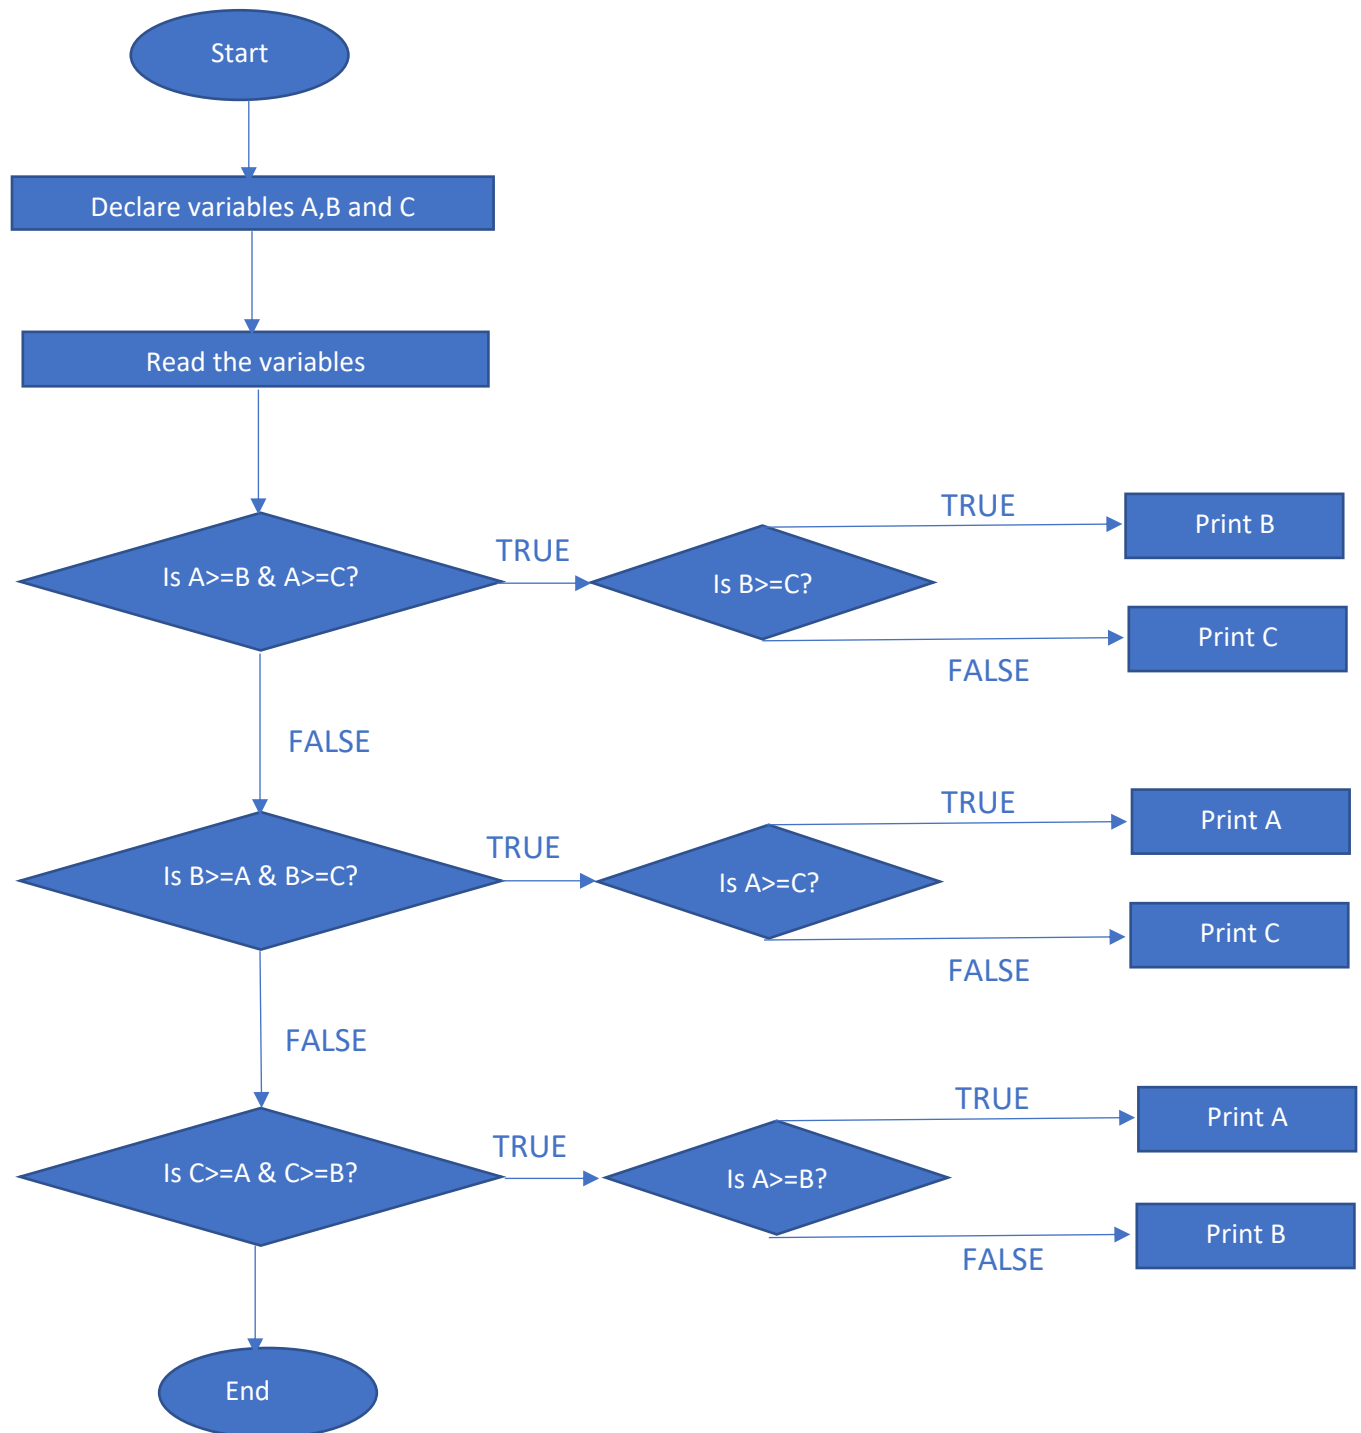 Start
Declare variables A,B and C
Read the variables
Is A>=B & A>=C?
TRUE
Is B>=C?
TRUE
Print B
FALSE
Print C
FALSE
Is B>=A & B>=C?
TRUE
Is A>=C?
TRUE
Print A
FALSE
Print C
FALSE
Is C>=A & C>=B?
TRUE
Is A>=B?
TRUE
Print A
FALSE
Print B
End